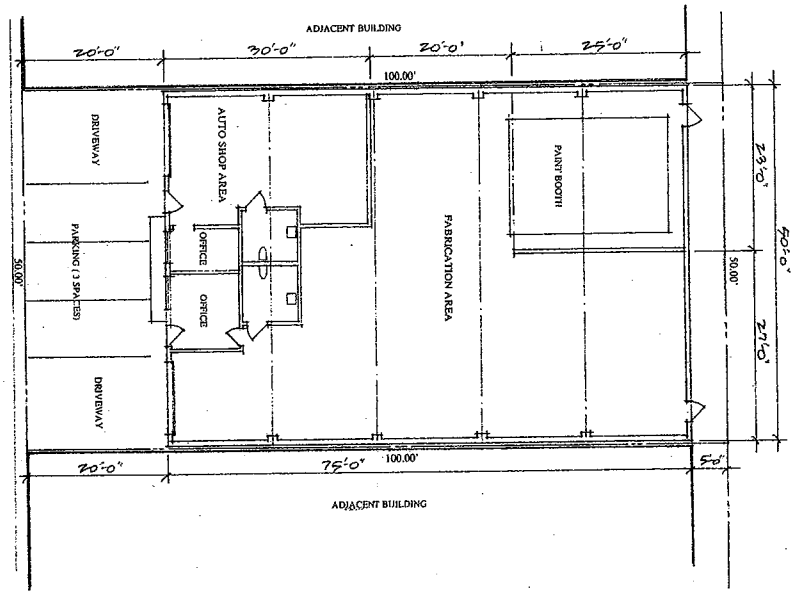 ADJACENT BUILDING
20'-0"
30'-0"
20'-0'
25'-0"
100.00'
DRIVEWAY
AUTO SHOP AREA
PAINT BOOTH
23'-0"
50'-0"
OFFICE
PARKING ( 3 SPACES)
FABRICATION AREA
50.00'
50.00'
OFFICE
27'-0"
DRIVEWAY
20'-0"
75'-0"
100.00'
5'-0"
ADJACENT BUILDING